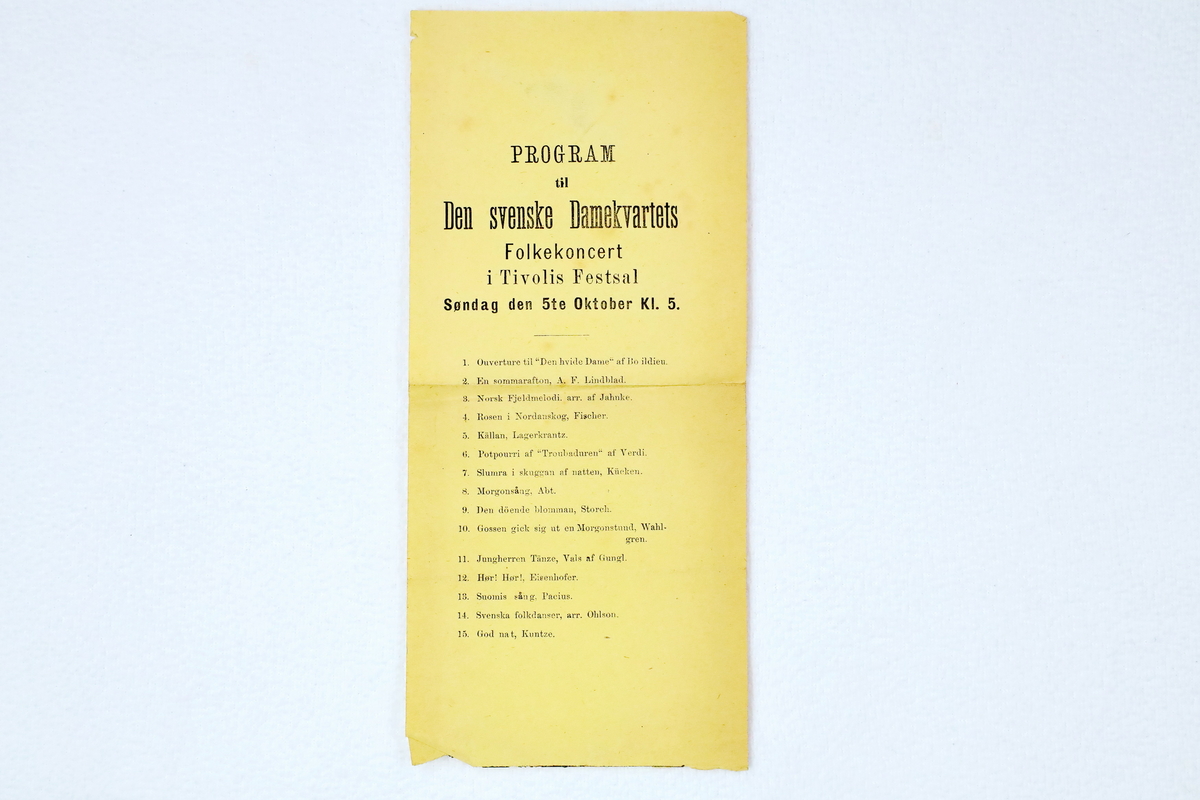 PROGRAM
til
Den svenske Damekvartets
Folkekoncert
i Tivolis Festsal
Søndag den 5te Oktober Kl. 5.
1. Ouverture til "Den hvide Dame" af Bo ildieu.
2. En sommarafton, A. F. Lindblad.
3. Norsk Fjeldmelodi. arr. af Jahnke.
4. Rosen i Nordanskog, Fischer.
5. Källan, Lagerkrantz.
6. Potpourri af "Troubaduren" af Verdi.
7. Slumra i skuggan af natten, Kücken.
8. Morgonsång, Abt.
9. Den döende blomman, Storch.
10. Gossen gick sig ut en Morgonstund, Wahl-
gren.
11. Jungherren Tänze, Vals af Gungl.
12. Hør! Hør!, Eisenhofer.
13. Suomis sång. Pacius.
14. Svenska folkdanser, arr. Ohlson.
15. God nat, Kuntze.